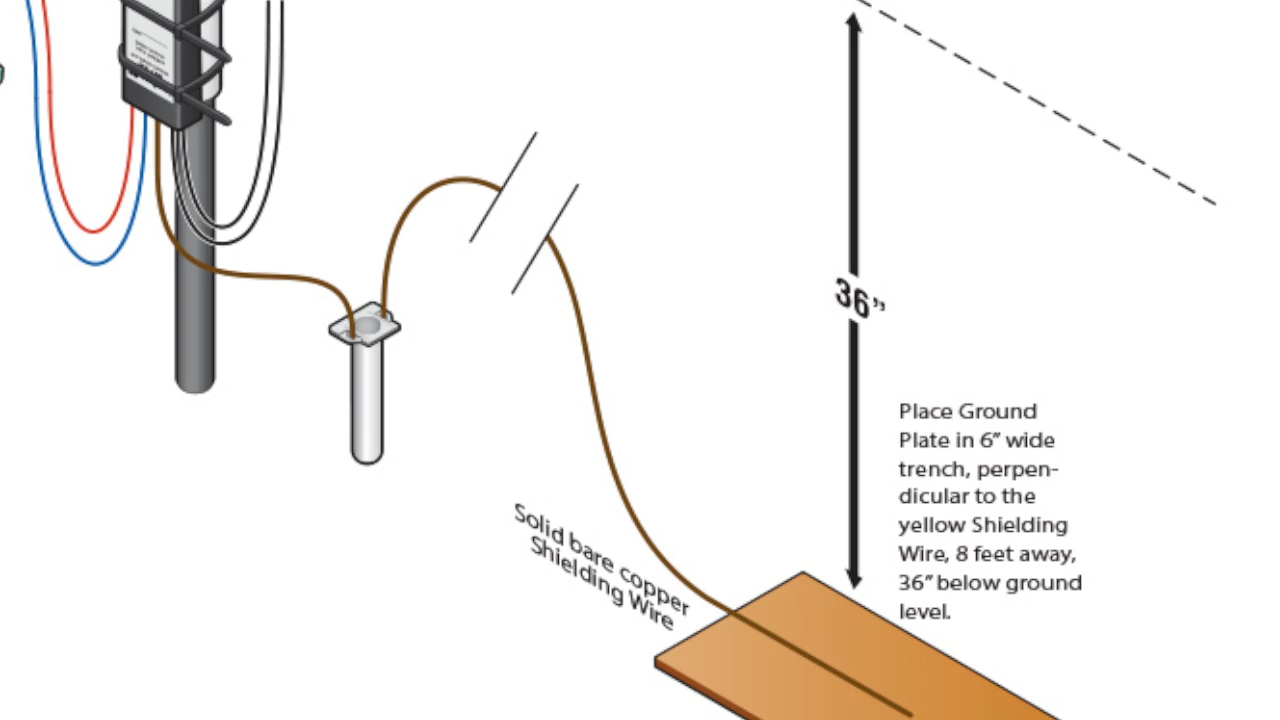 36”
Place Ground
Plate in 6” wide
trench, perpen-
dicular to the
yellow Shielding
Wire, 8 feet away,
36” below ground
level.
Solid bare copper
Shielding Wire